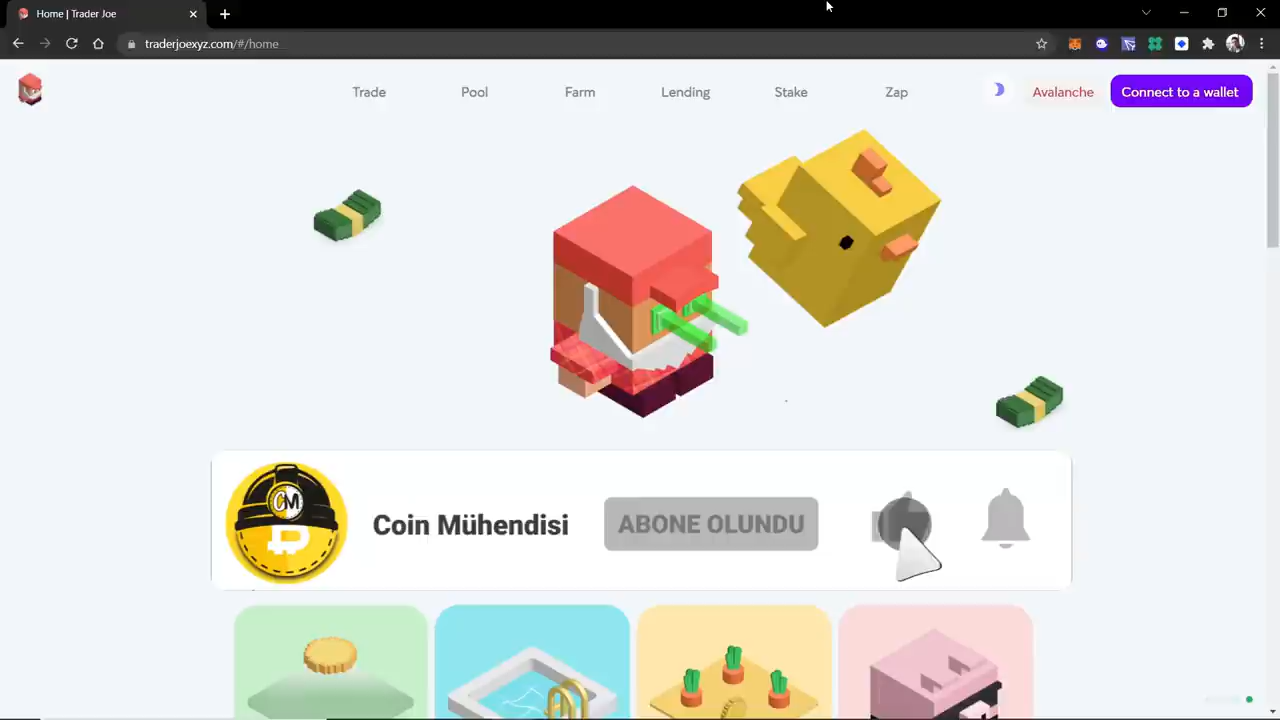 Home | Trader Joe
traderjoexyz.com/#/home
Trade
Pool
Farm
Lending
Stake
Zap
Avalanche
Connect to a wallet
CM
Coin Mühendisi
ABONE OLUNDU